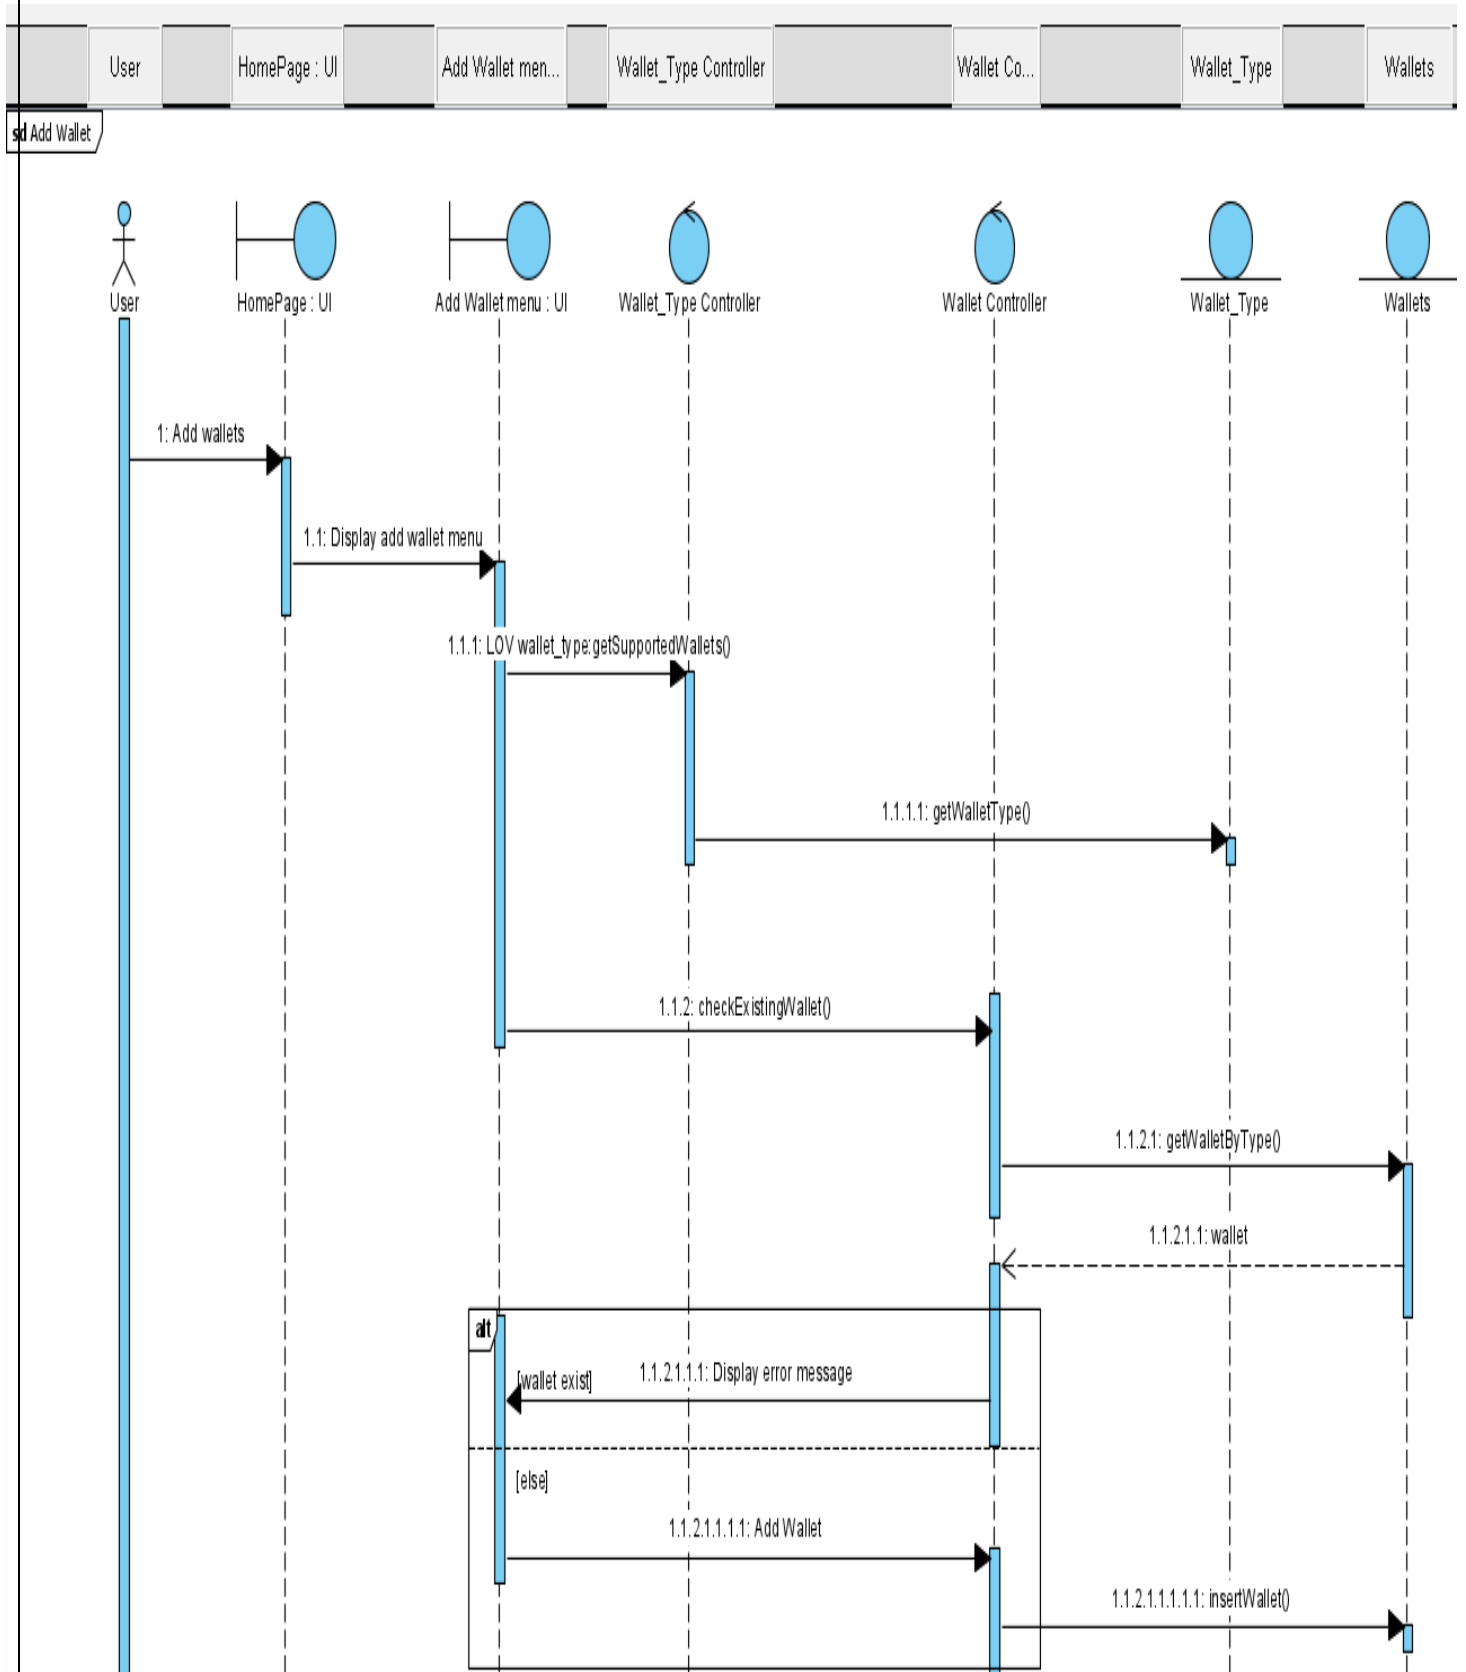 User
HomePage : UI
Add Wallet men...
Wallet_Type Controller
Wallet Co...
Wallet_Type
Wallets
sd Add Wallet
User
HomePage : UI
Add Wallet menu : UI
Wallet_Type Controller
Wallet Controller
Wallet_Type
Wallets
1: Add wallets
1.1: Display add wallet menu
1.1.1: LOV wallet_type:getSupportedWallets()
1.1.1.1: getWalletType()
1.1.2: checkExistingWallet()
1.1.2.1: getWalletByType()
1.1.2.1.1: wallet
alt
[wallet exist]
1.1.2.1.1.1: Display error message
[else]
1.1.2.1.1.1.1: Add Wallet
1.1.2.1.1.1.1.1: insertWallet()